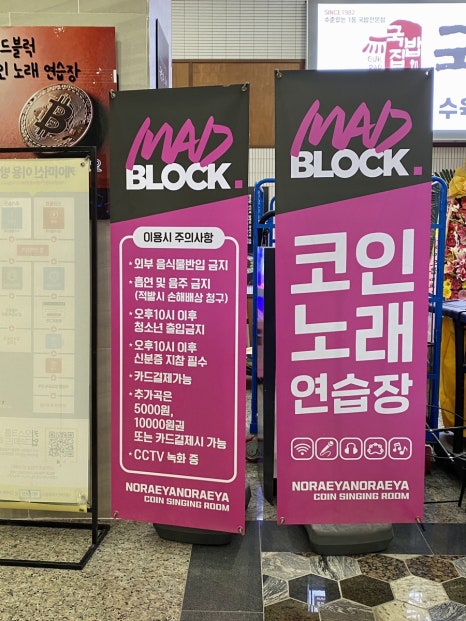 드블럭
코인 노래 연습장
SINCE1982
국밥
MAD
BLOCK.
이용시 주의사항
* 외부 음식물반입 금지
* 흡연 및 음주 금지
(적발시 손해배상 청구)
* 오후10시 이후
청소년 출입금지
* 오후10시 이후
신분증 지참 필수
* 카드결제가능
* 추가곡은
5000원,
10000원권
또는 카드결제시 가능
* CCTV 녹화 중
NORAEYANORAEYA
COIN SINGING ROOM
MAD
BLOCK.
코인
노래
연습장
NORAEYANORAEYA
COIN SINGING ROOM